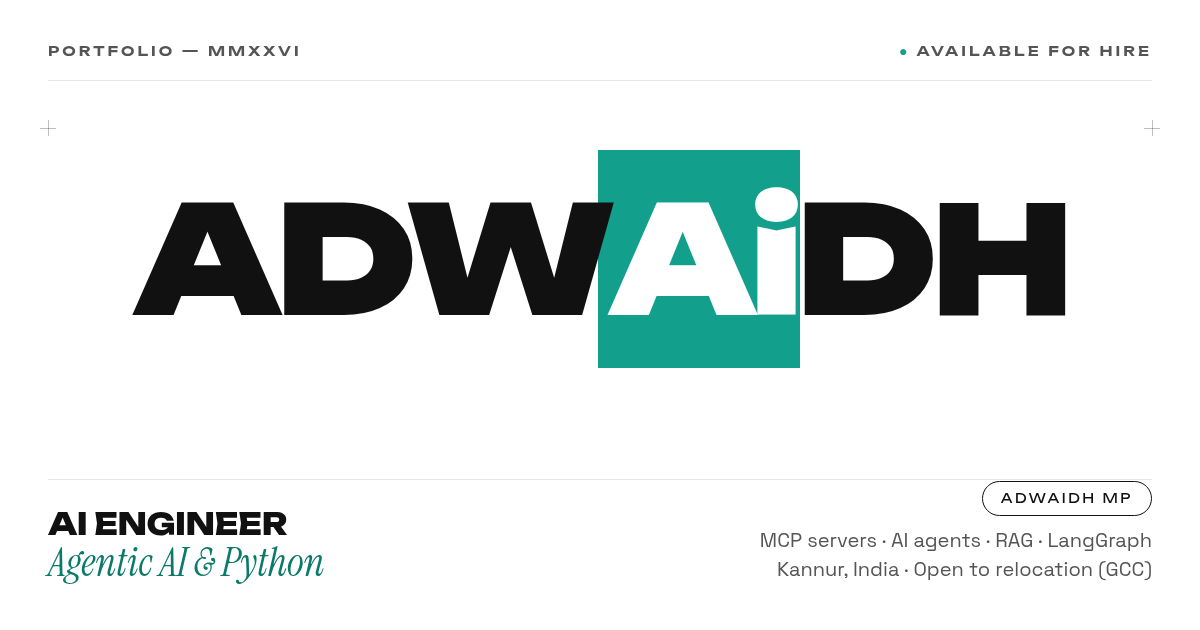 PORTFOLIO — MMXXVI
• AVAILABLE FOR HIRE
ADWAiDH
AI ENGINEER
Agentic AI & Python
ADWAIDH MP
MCP servers · AI agents · RAG · LangGraph
Kannur, India · Open to relocation (GCC)